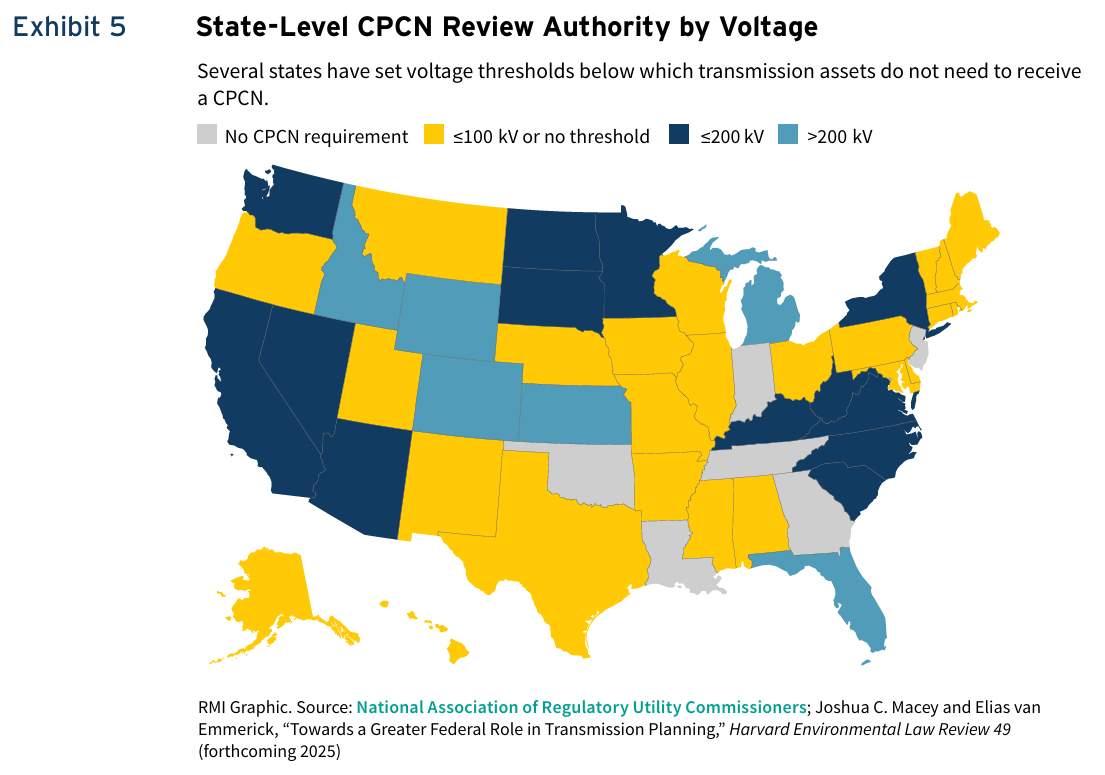 Exhibit 5
State-Level CPCN Review Authority by Voltage
Several states have set voltage thresholds below which transmission assets do not need to receive
a CPCN.
No CPCN requirement ≤100 kV or no threshold ≤200 kV >200 kV
RMI Graphic. Source: National Association of Regulatory Utility Commissioners; Joshua C. Macey and Elias van
Emmerick, “Towards a Greater Federal Role in Transmission Planning,” Harvard Environmental Law Review 49
(forthcoming 2025)